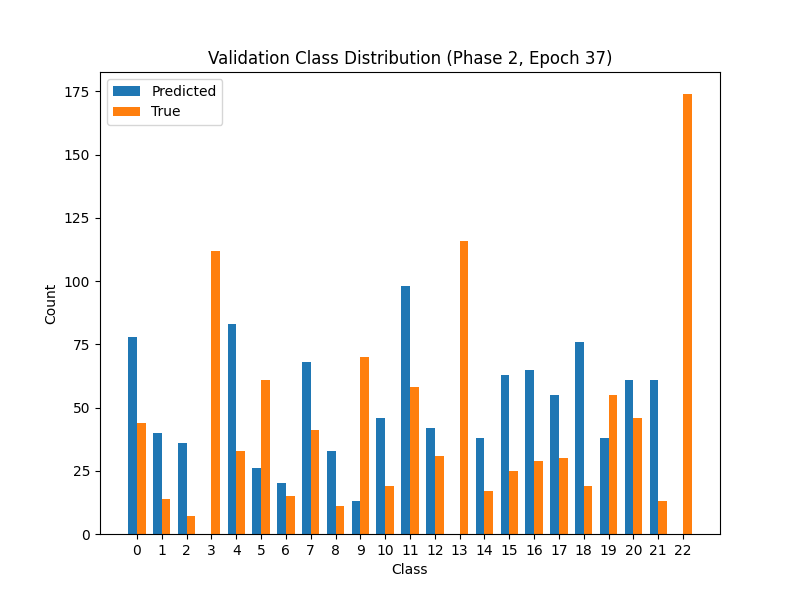 Validation Class Distribution (Phase 2, Epoch 37)
Predicted
True
175
150
125
100
75
50
25
0
Count
0 1 2 3 4 5 6 7 8 9 10 11 12 13 14 15 16 17 18 19 20 21 22
Class